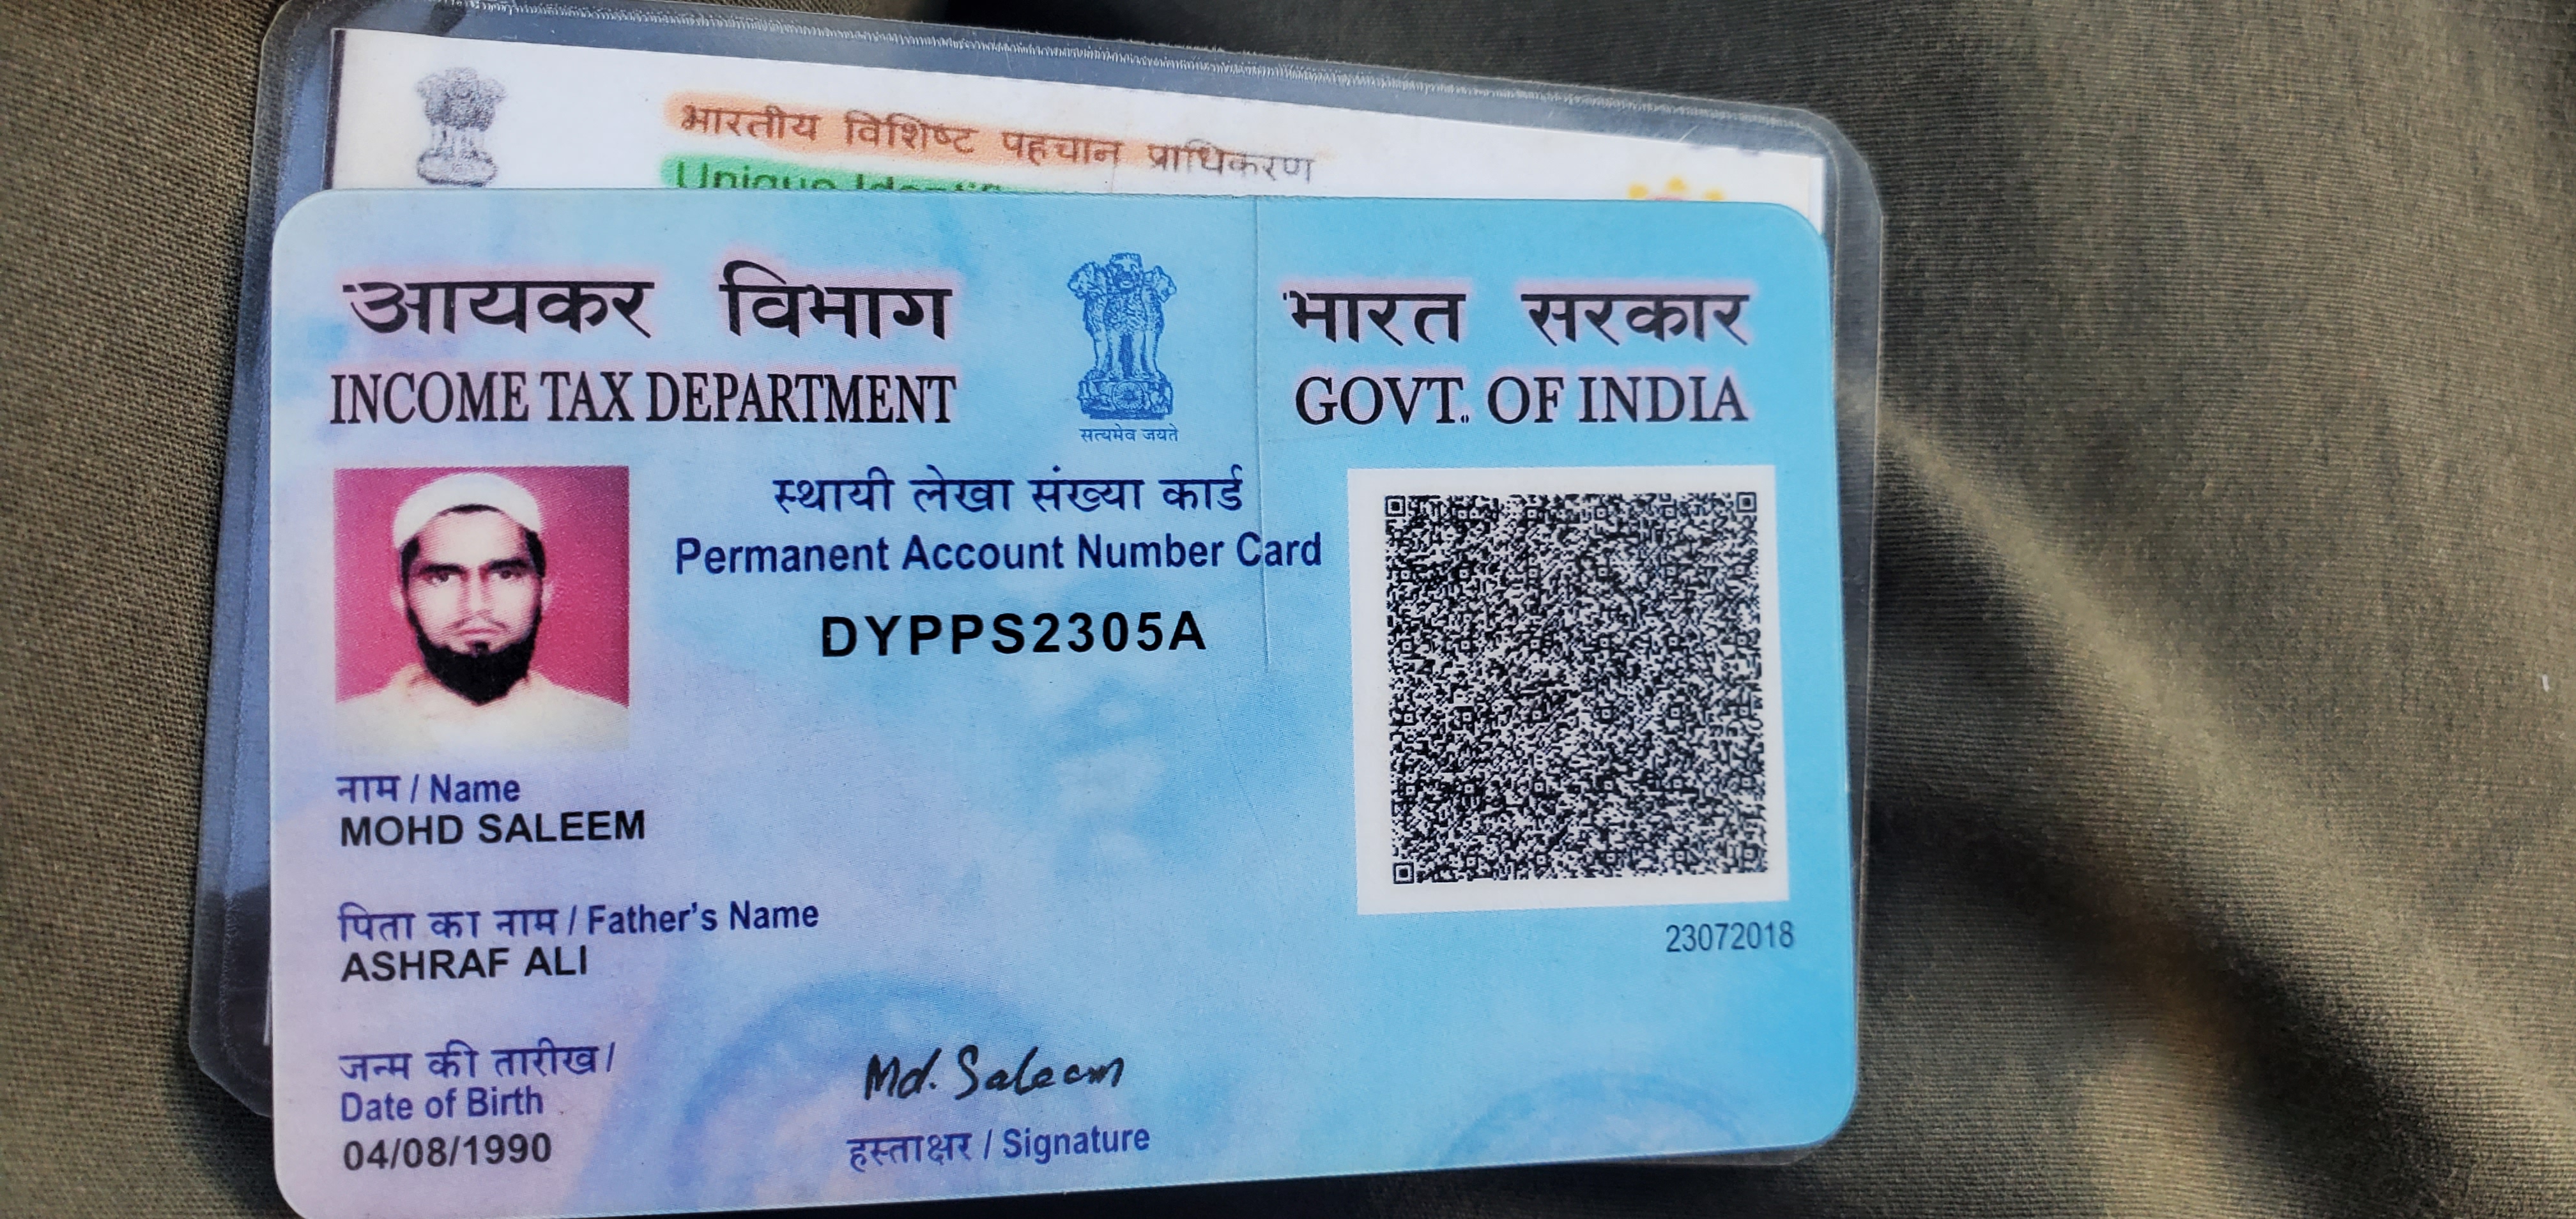 भारतीय विशिष्ट पहचान प्राधिकरण
Unique
आयकर विभाग
INCOME TAX DEPARTMENT
सत्यमेव जयते
भारत सरकार
GOVT. OF INDIA
स्थायी लेखा संख्या कार्ड
Permanent Account Number Card
DYPPS2305A
नाम / Name
MOHD SALEEM
पिता का नाम / Father's Name
ASHRAF ALI
जन्म की तारीख /
Date of Birth
04/08/1990
Md. Saleem
हस्ताक्षर / Signature
23072018